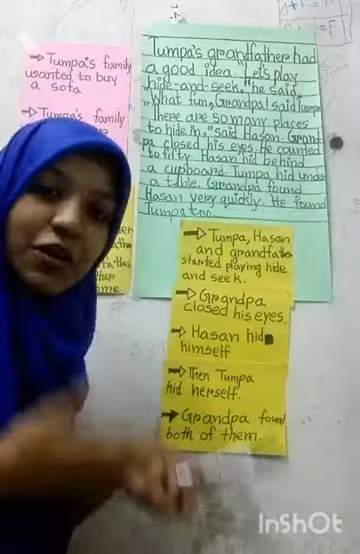 → Tumpa's family
wanted to buy
a sofa
→ Tumpa's family
Tumpa's grandfather had
a good idea. "Let's play
hide-and-seek," he said,
"What fun, Grandpa! said Tumpa
There are so many places
to hide in," said Hasan. Grand-
pa closed his eyes. He counted
to fifty. Hasan hid behind
a cupboard. Tumpa hid under
a table. Grandpa found
Hasan very quickly. He found
Tumpa too.
→ Tumpa, Hasan
and grandfather
started playing hide
and seek.
→ Grandpa
closed his eyes.
→ Hasan hid
himself
→ Then Tumpa
hid herself.
→ Grandpa found
both of them.
InShOt